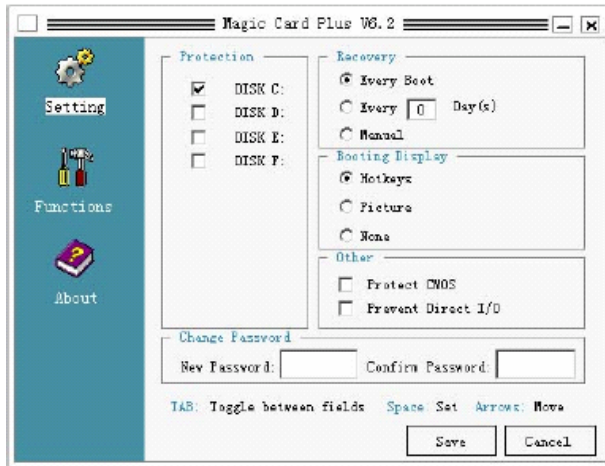 Magic Card Plus V6.2
Setting
Functions
About
Protection
DISK C:
DISK D:
DISK E:
DISK F:
Recovery
Every Boot
Every 0 Day(s)
Manual
Booting Display
Hotkeys
Picture
None
Other
Protect CMOS
Prevent Direct I/O
Change Password
New Password: Confirm Password:
TAB: Toggle between fields Space: Set Arrows: Move
Save Cancel